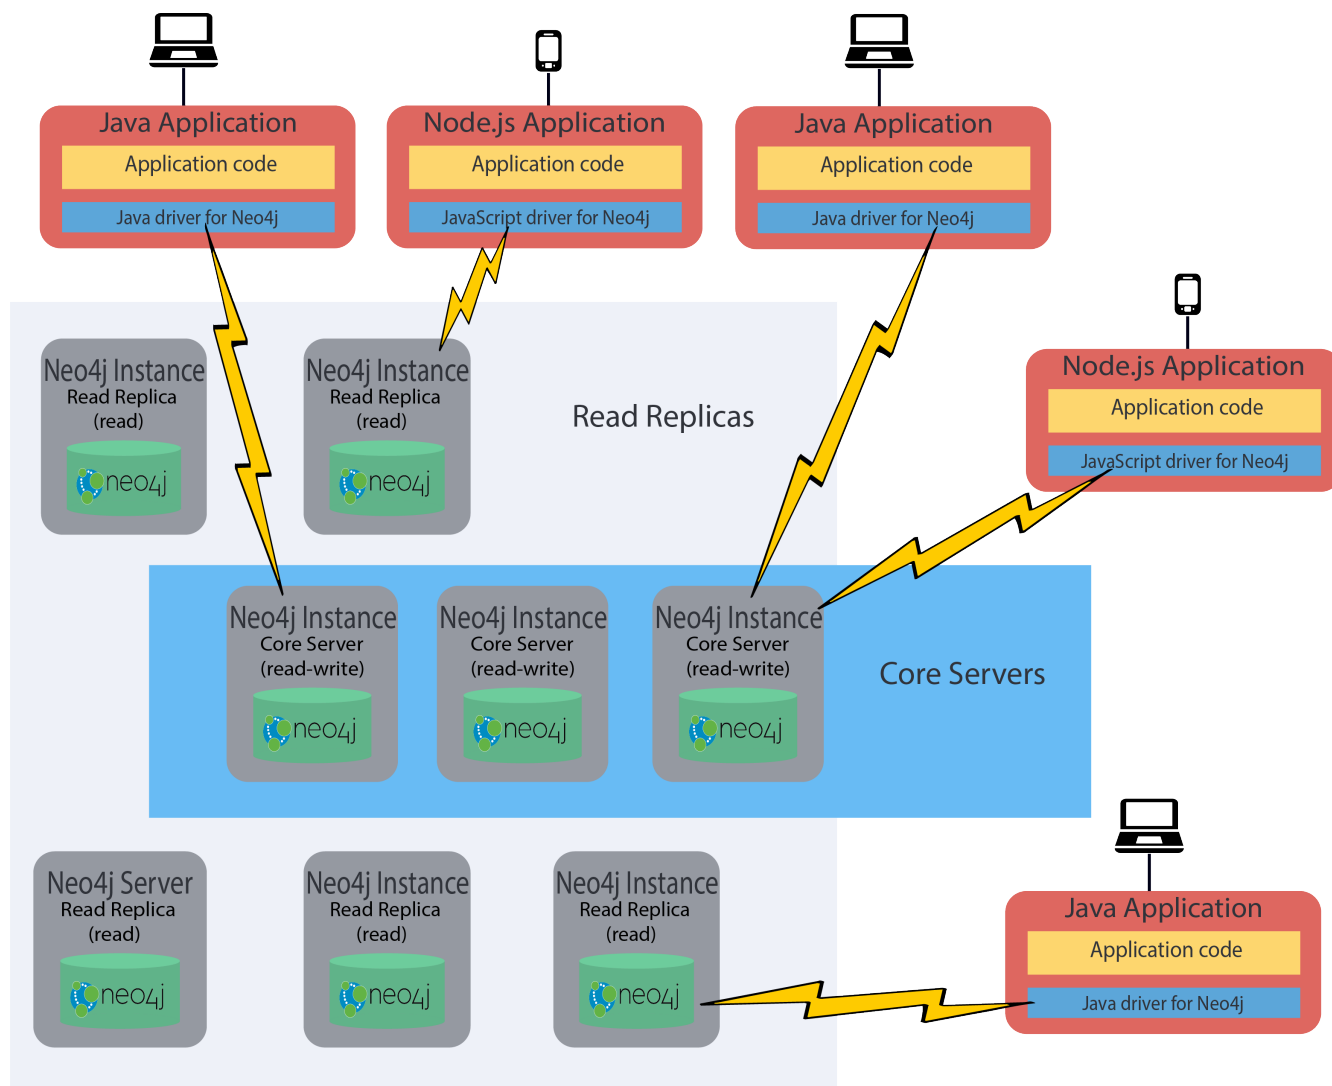 Java Application
Application code
Java driver for Neo4j
Node.js Application
Application code
JavaScript driver for Neo4j
Java Application
Application code
Java driver for Neo4j
Node.js Application
Application code
JavaScript driver for Neo4j
Neo4j Instance
Read Replica
(read)
neo4j
Neo4j Instance
Read Replica
(read)
neo4j
Read Replicas
Neo4j Instance
Core Server
(read-write)
neo4j
Neo4j Instance
Core Server
(read-write)
neo4j
Neo4j Instance
Core Server
(read-write)
neo4j
Core Servers
Neo4j Server
Read Replica
(read)
neo4j
Neo4j Instance
Read Replica
(read)
neo4j
Neo4j Instance
Read Replica
(read)
neo4j
Java Application
Application code
Java driver for Neo4j